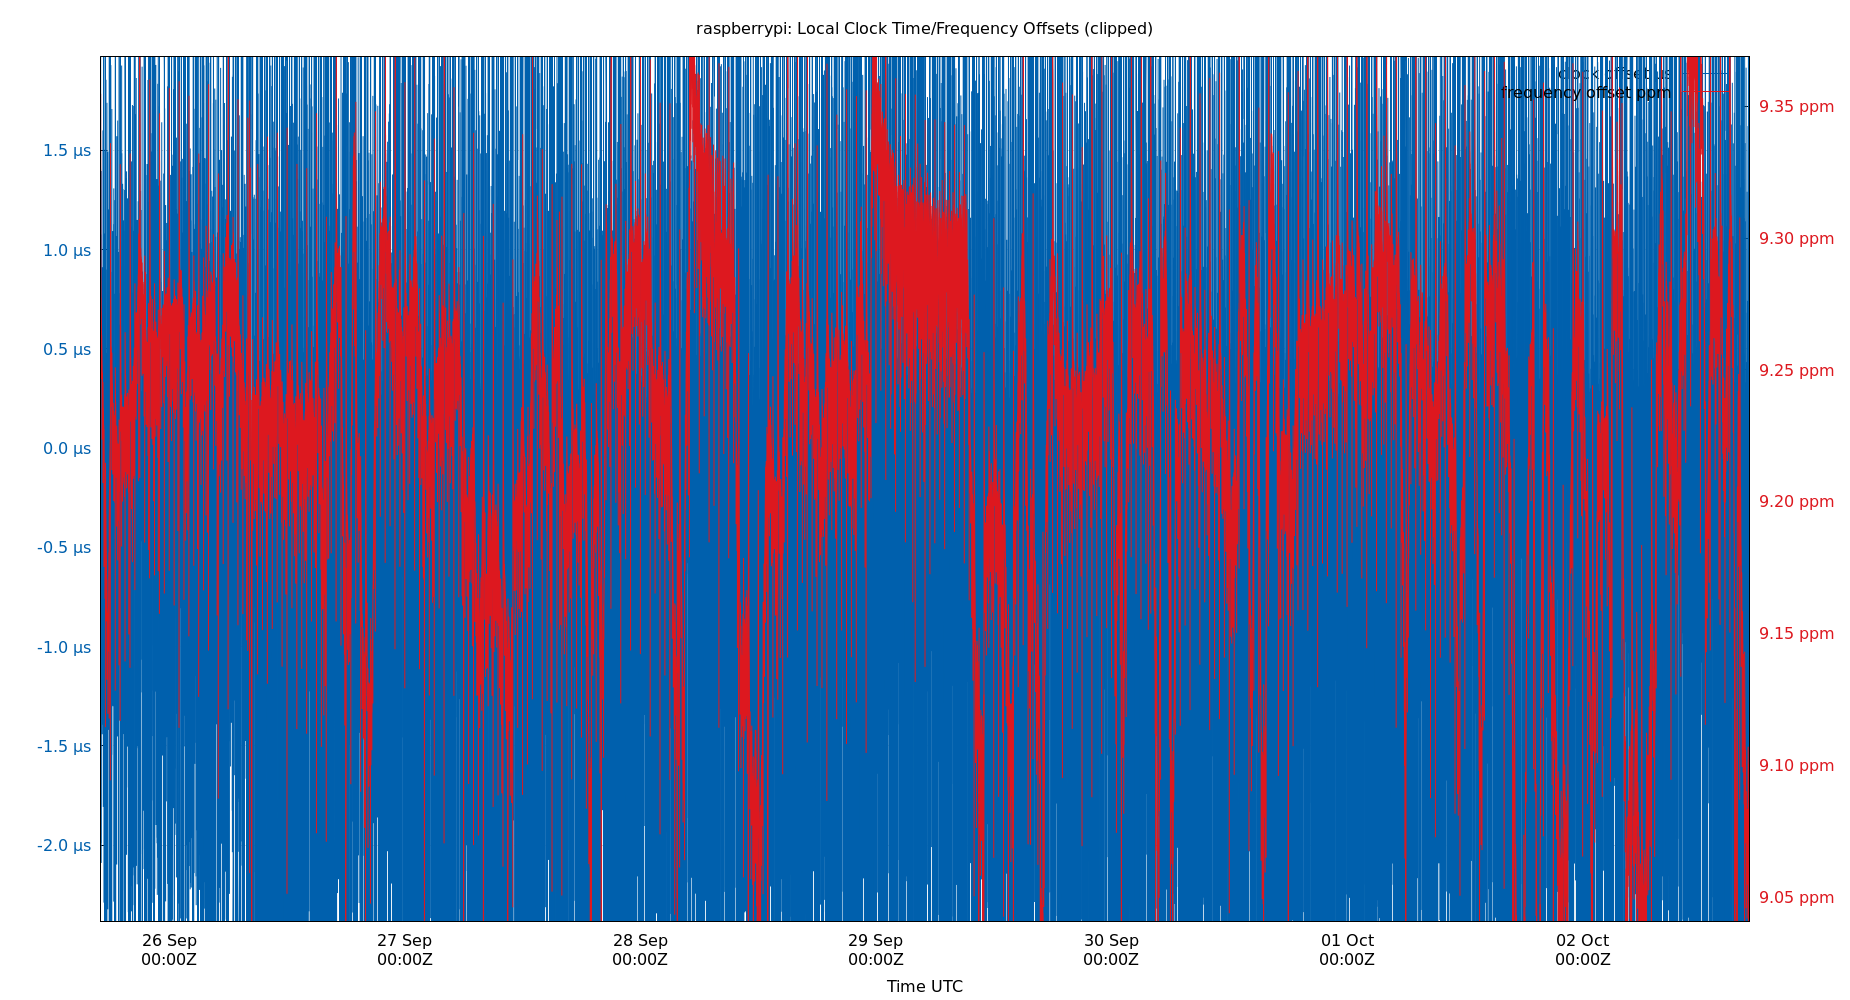 raspberrypi: Local Clock Time/Frequency Offsets (clipped)
clock offset µs
frequency offset ppm
1.5 µs
1.0 µs
0.5 µs
0.0 µs
-0.5 µs
-1.0 µs
-1.5 µs
-2.0 µs
9.35 ppm
9.30 ppm
9.25 ppm
9.20 ppm
9.15 ppm
9.10 ppm
9.05 ppm
26 Sep
00:00Z
27 Sep
00:00Z
28 Sep
00:00Z
29 Sep
00:00Z
30 Sep
00:00Z
01 Oct
00:00Z
02 Oct
00:00Z
Time UTC